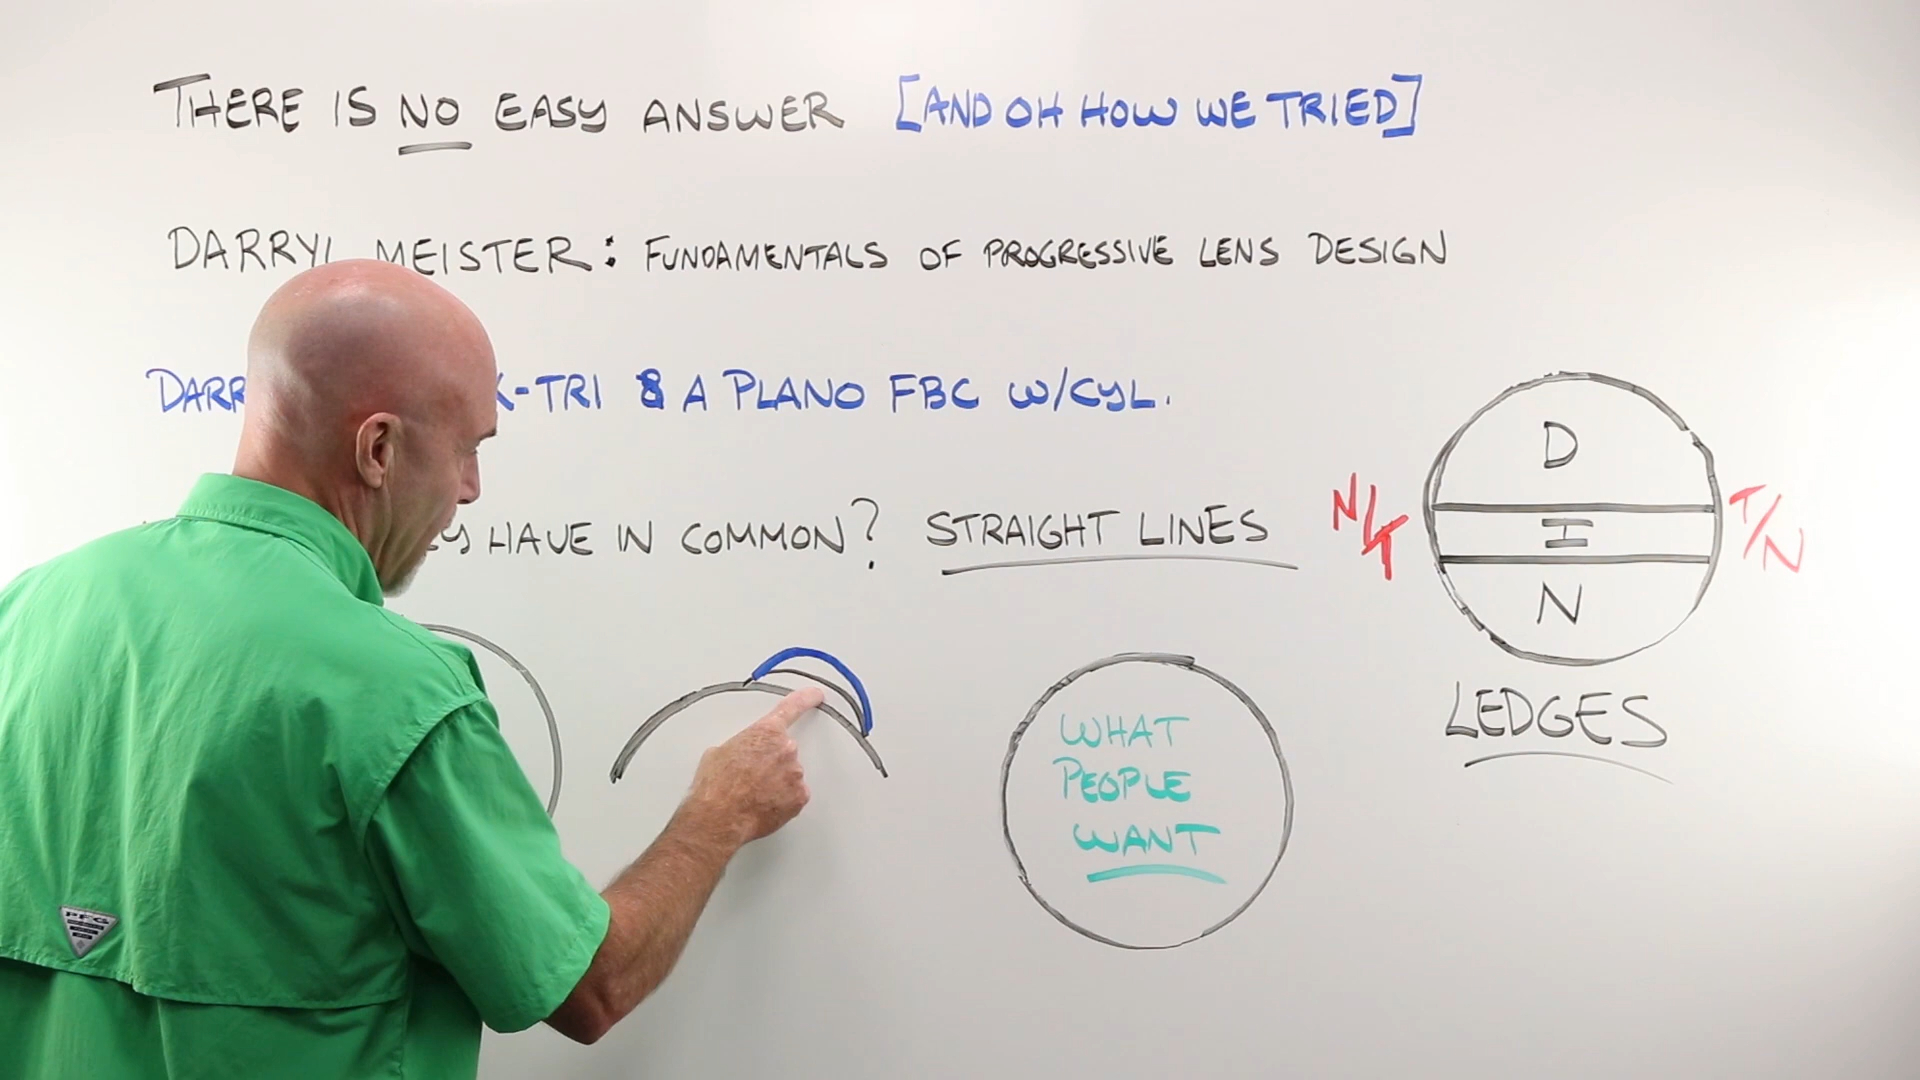 THERE IS NO EASY ANSWER [AND OH HOW WE TRIED]
DARRYL MEISTER: FUNDAMENTALS OF PROGRESSIVE LENS DESIGN
DARR -TRI & A PLANO FBC W/CYL.
HAVE IN COMMON? STRAIGHT LINES
D
N/T I T/N
N
LEDGES
WHAT
PEOPLE
WANT
PFG